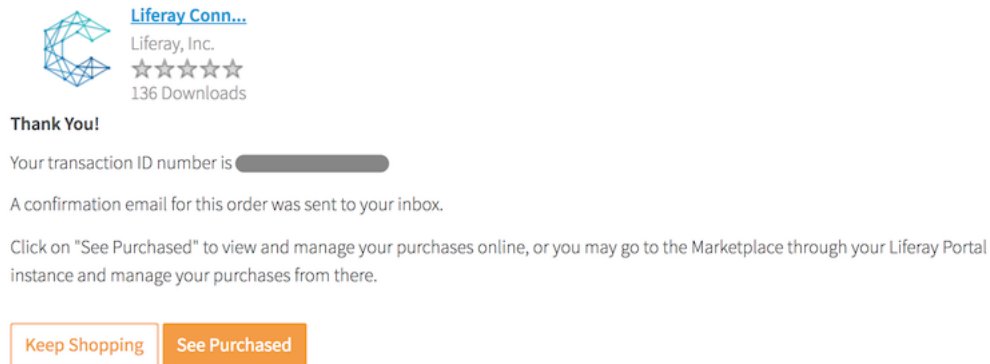 Liferay Conn...
Liferay, Inc.
136 Downloads
Thank You!
Your transaction ID number is
A confirmation email for this order was sent to your inbox.
Click on "See Purchased" to view and manage your purchases online, or you may go to the Marketplace through your Liferay Portal
instance and manage your purchases from there.
Keep Shopping
See Purchased